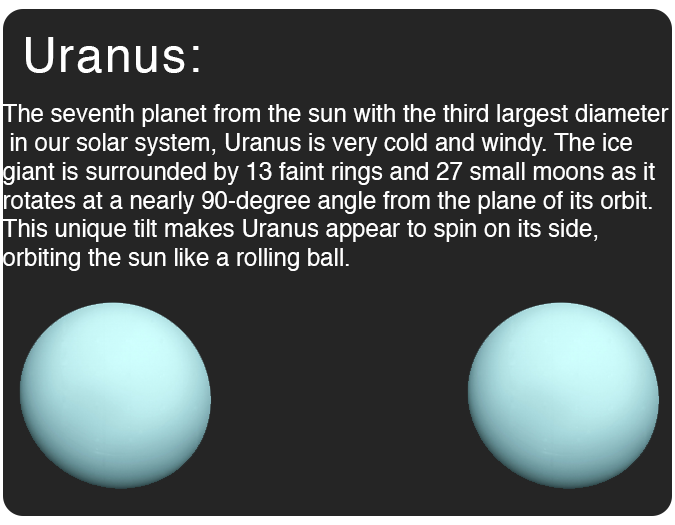 Uranus:
The seventh planet from the sun with the third largest diameter
in our solar system, Uranus is very cold and windy. The ice
giant is surrounded by 13 faint rings and 27 small moons as it
rotates at a nearly 90-degree angle from the plane of its orbit.
This unique tilt makes Uranus appear to spin on its side,
orbiting the sun like a rolling ball.